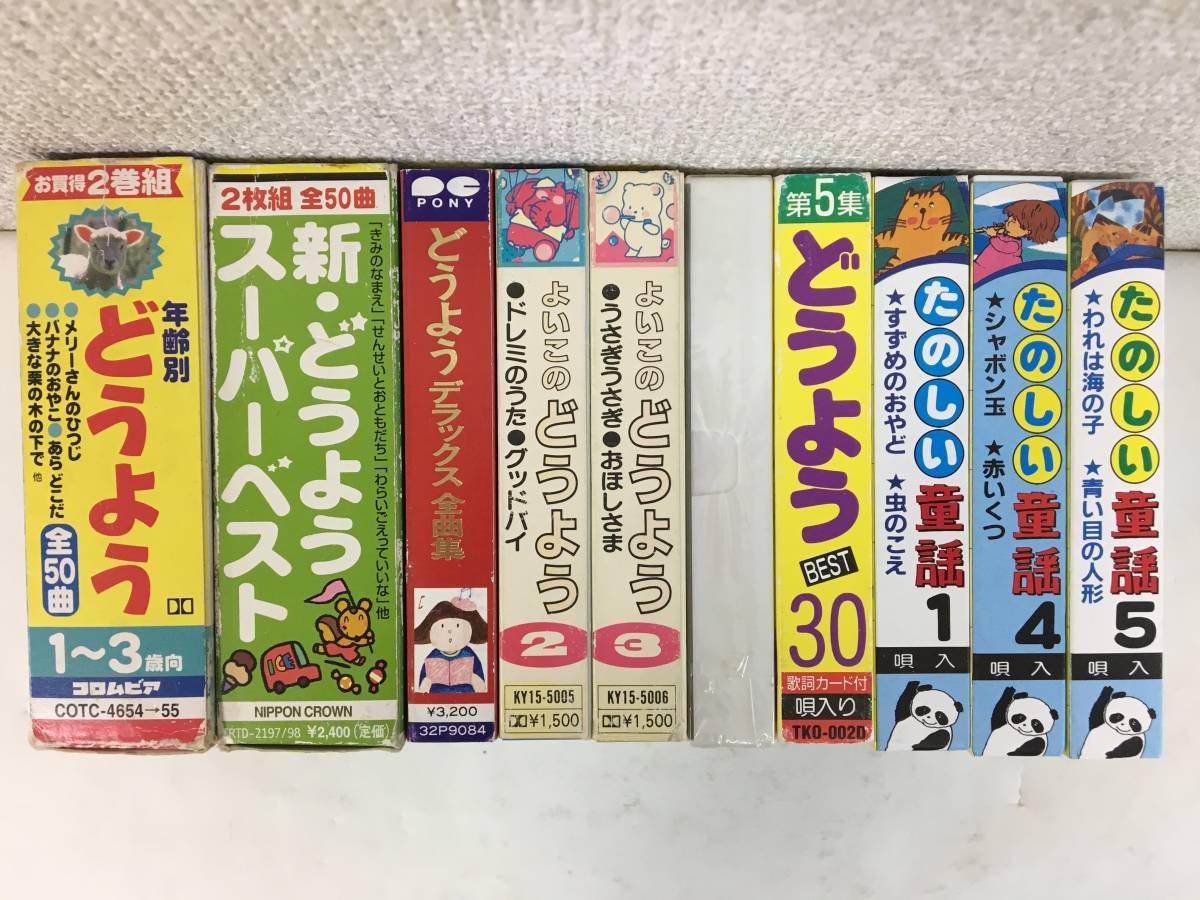 お買得2巻組
年齢別
どうよう
●メリーさんのひつじ
●バナナのおやこ●あら どこだ
●大きな栗の木の下で 他
全50曲
1〜3歳向
コロムビア
COTC-4654→55
2枚組 全50曲
新・どうよう
スーパーベスト
「きみのなまえ」「せんせいとおともだち」「わらいごえっていいな」他
ICE
NIPPON CROWN
CRTD-2197/98 ¥2,400(定価)
PONY
どうようデラックス全曲集
¥3,200
32P9084
よいこのどうよう
●ドレミのうた●グッドバイ
2
KY15-5005
¥1,500
よいこのどうよう
●うさぎうさぎ●おほしさま
3
KY15-5006
¥1,500
第5集
どうよう
BEST
30
歌詞カード付
唄入り
TKO-002D
たのしい童謡1
★すずめのおやど ★虫のこえ
唄入
たのしい童謡4
★シャボン玉 ★赤いくつ
唄入
たのしい童謡5
★われは海の子 ★青い目の人形
唄入